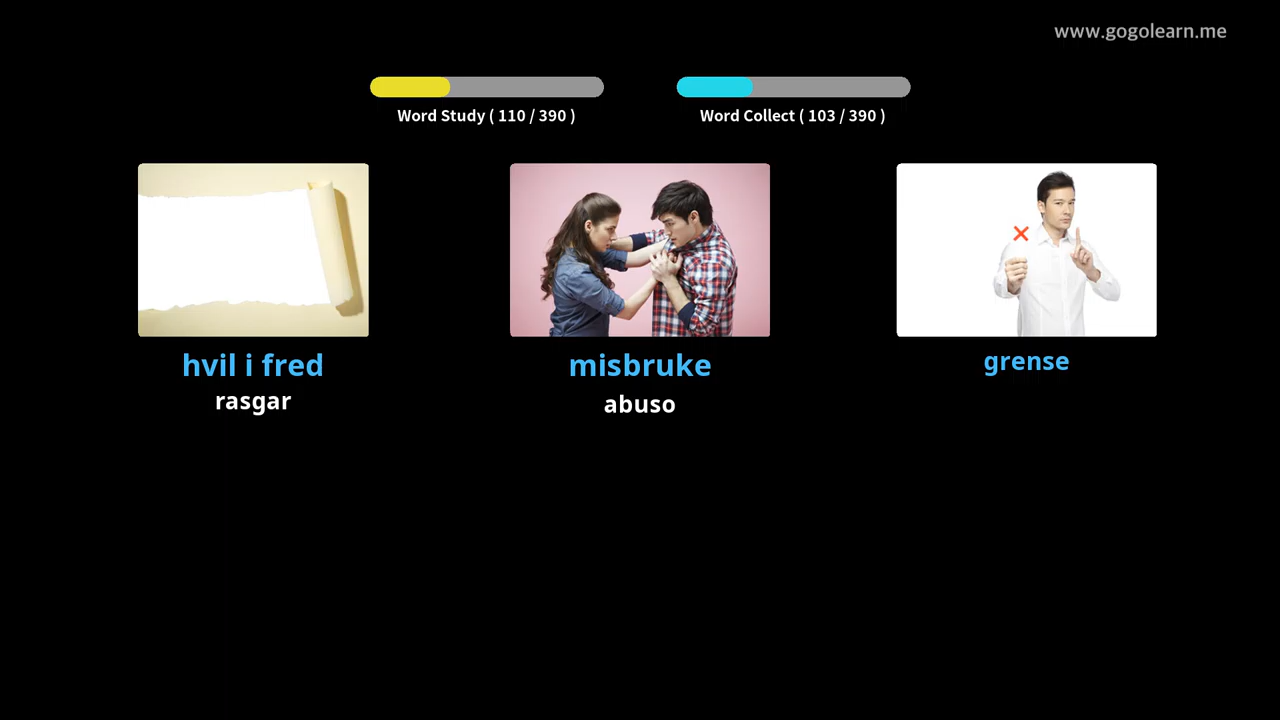 www.gogolearn.me
Word Study ( 110 / 390 )
Word Collect ( 103 / 390 )
hvil i fred
rasgar
misbruke
abuso
grense